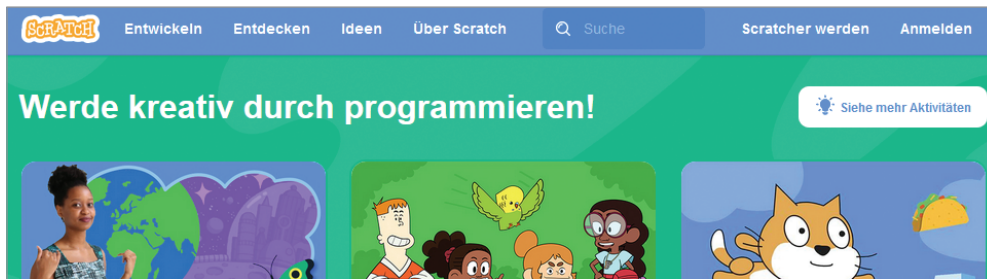 SCRATCH Entwickeln Entdecken Ideen Über Scratch Suche Scratcher werden Anmelden
Werde kreativ durch programmieren!
Siehe mehr Aktivitäten